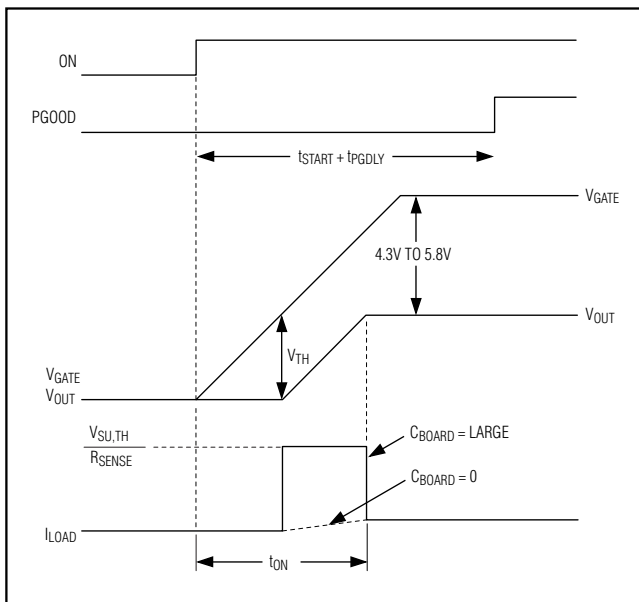 ON
PGOOD
tSTART + tPGDLY
VGATE
4.3V TO 5.8V
VOUT
VTH
VGATE
VOUT
VSU,TH
RSENSE
CBOARD = LARGE
CBOARD = 0
ILOAD
tON